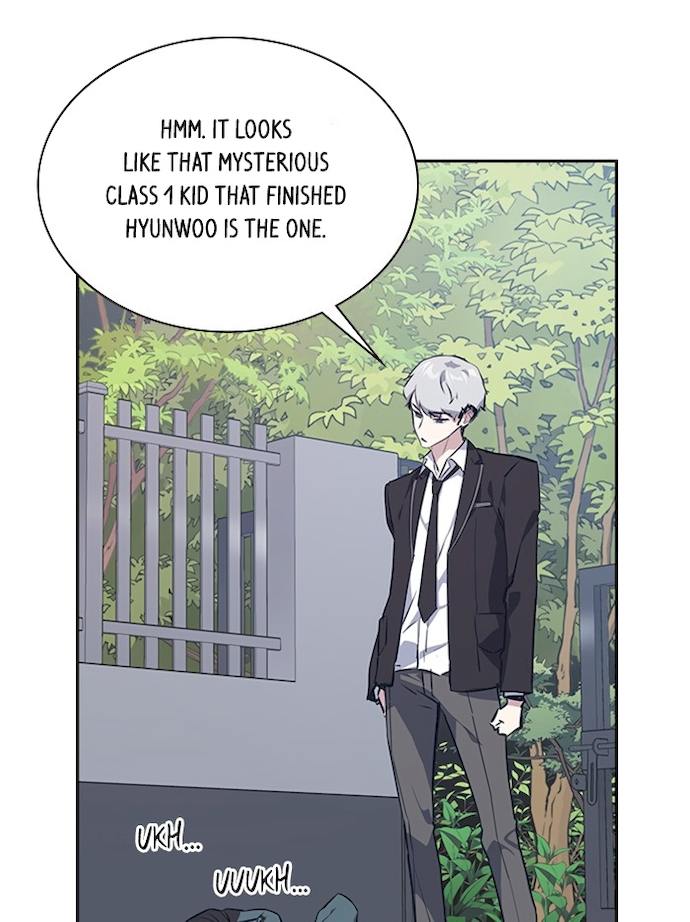 HMM. IT LOOKS
LIKE THAT MYSTERIOUS
CLASS 1 KID THAT FINISHED
HYUNWOO IS THE ONE.
UKH...
UUUKH...